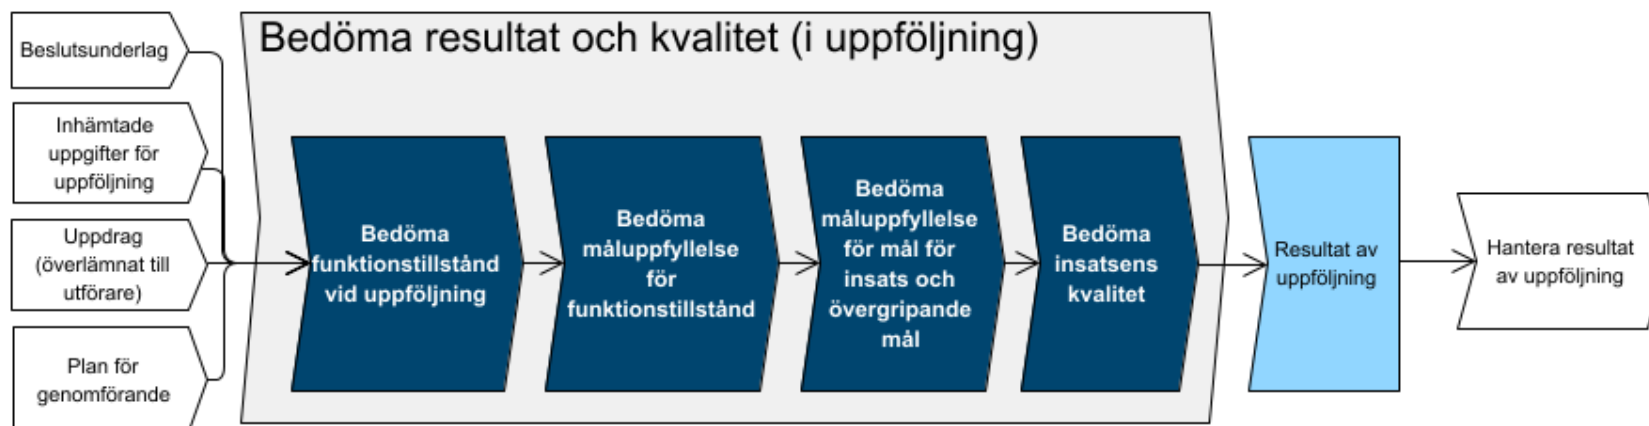 Bedöma resultat och kvalitet (i uppföljning)
Beslutsunderlag
Inhämtade
uppgifter för
uppföljning
Uppdrag
(överlämnat till
utförare)
Plan för
genomförande
Bedöma
funktionstillstånd
vid uppföljning
Bedöma
måluppfyllelse
för
funktionstillstånd
Bedöma
måluppfyllelse
för mål för
insats och
övergripande
mål
Bedöma
insatsens
kvalitet
Resultat av
uppföljning
Hantera resultat
av uppföljning